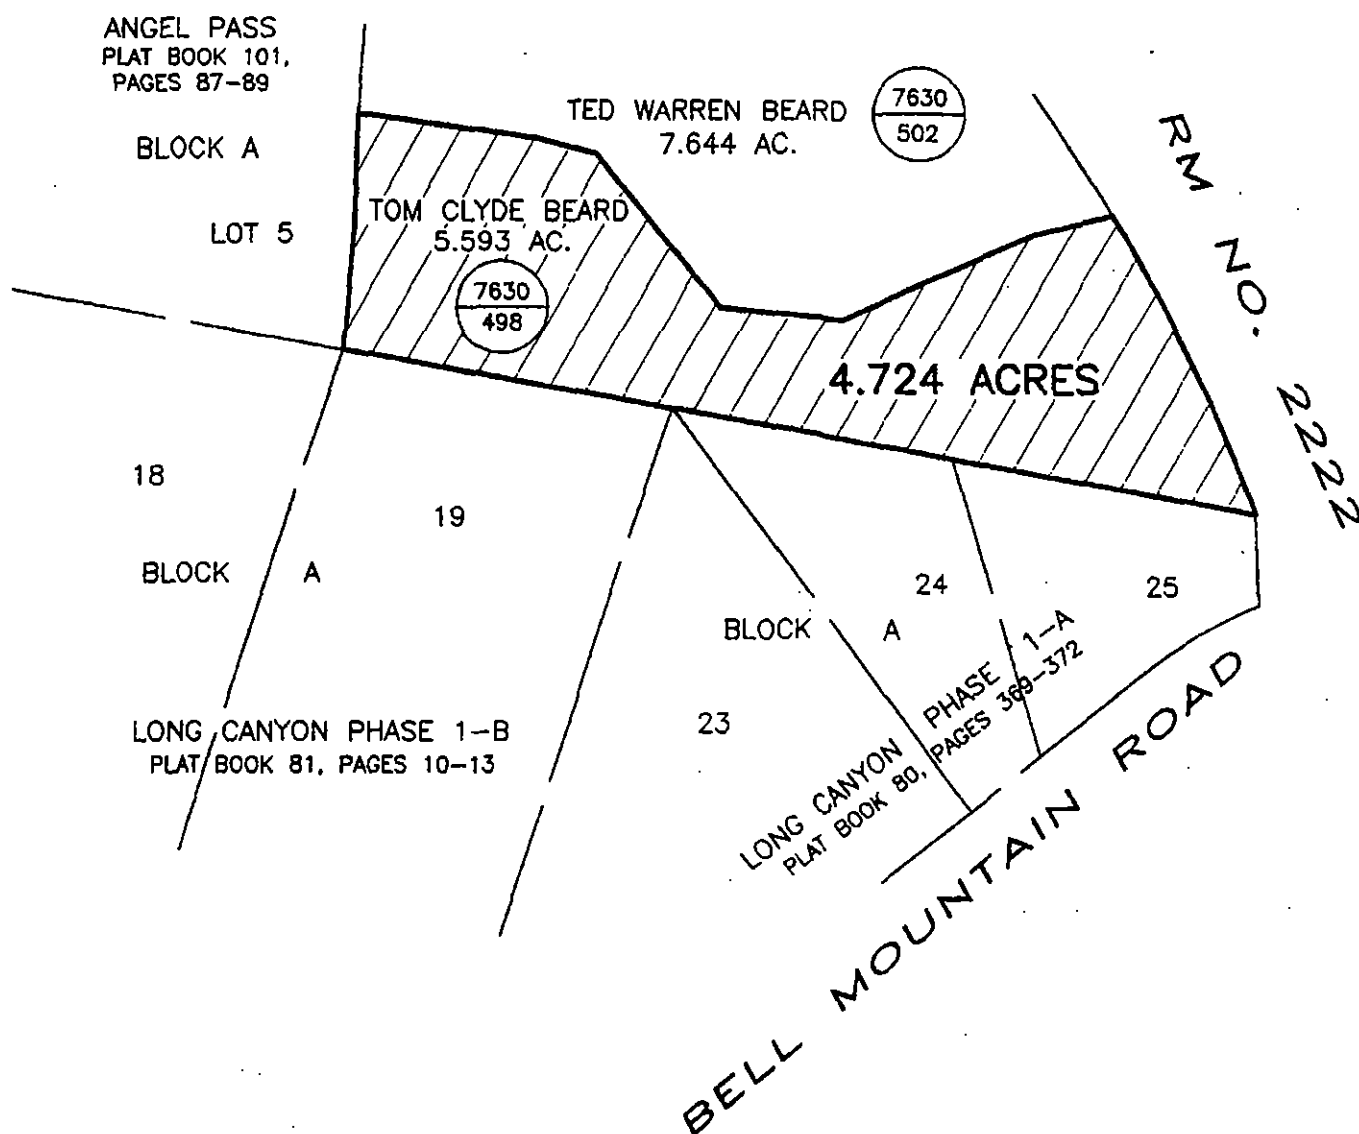 ANGEL PASS
PLAT BOOK 101,
PAGES 87-89
BLOCK A
LOT 5
TED WARREN BEARD
7.644 AC.
7630
502
RM NO. 2222
TOM CLYDE BEARD
5.593 AC.
7630
498
4.724 ACRES
18
19
BLOCK A
LONG CANYON PHASE 1-B
PLAT BOOK 81, PAGES 10-13
24
25
BLOCK A
23
LONG CANYON PHASE 1-A
PLAT BOOK 80, PAGES 369-372
BELL MOUNTAIN ROAD